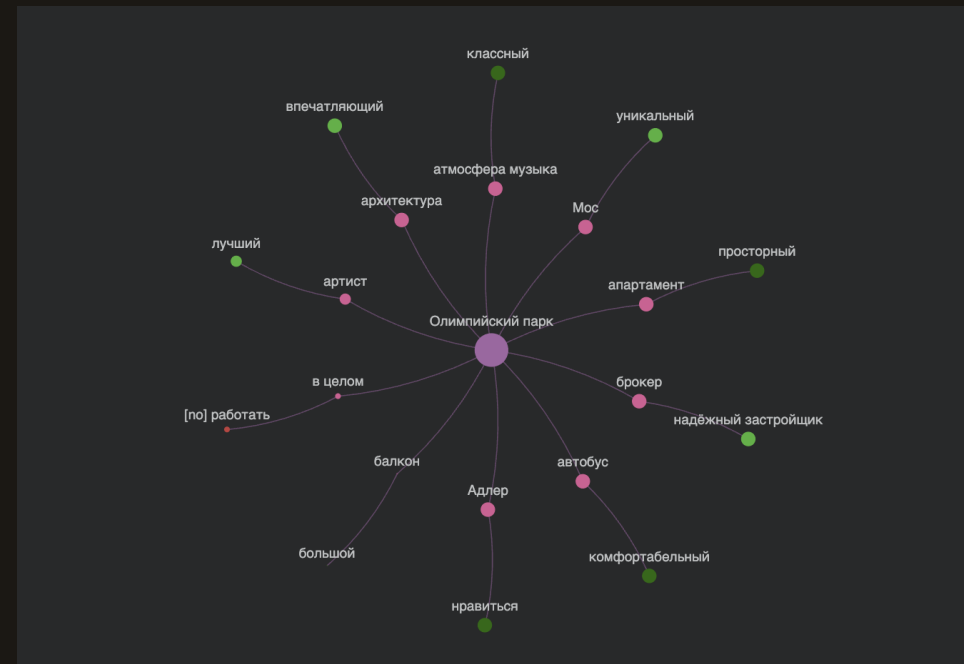 классный
впечатляющий
уникальный
атмосфера музыка
архитектура
Мос
лучший
просторный
артист
апартамент
Олимпийский парк
в целом
брокер
[no] работать
надёжный застройщик
балкон
автобус
Адлер
большой
комфортабельный
нравиться